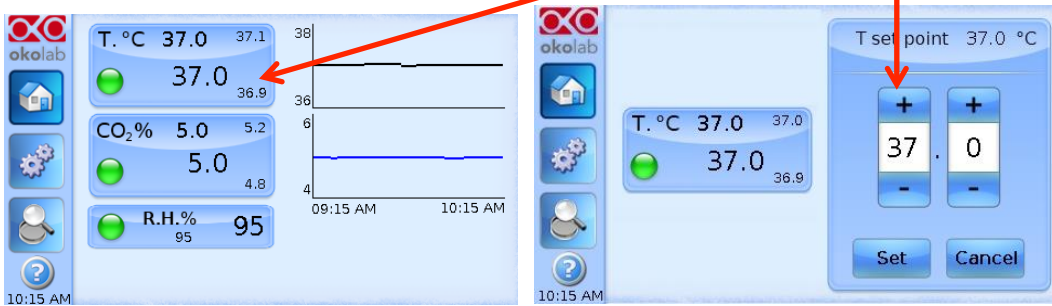 okolab
T. °C 37.0 37.1
37.0
36.9
CO₂% 5.0 5.2
5.0
4.8
R.H.%
95
95
38
36
6
4
09:15 AM 10:15 AM
10:15 AM
okolab
T. °C 37.0 37.0
37.0
36.9
?
10:15 AM
T set point 37.0 °C
+ +
37 . 0
- -
Set Cancel